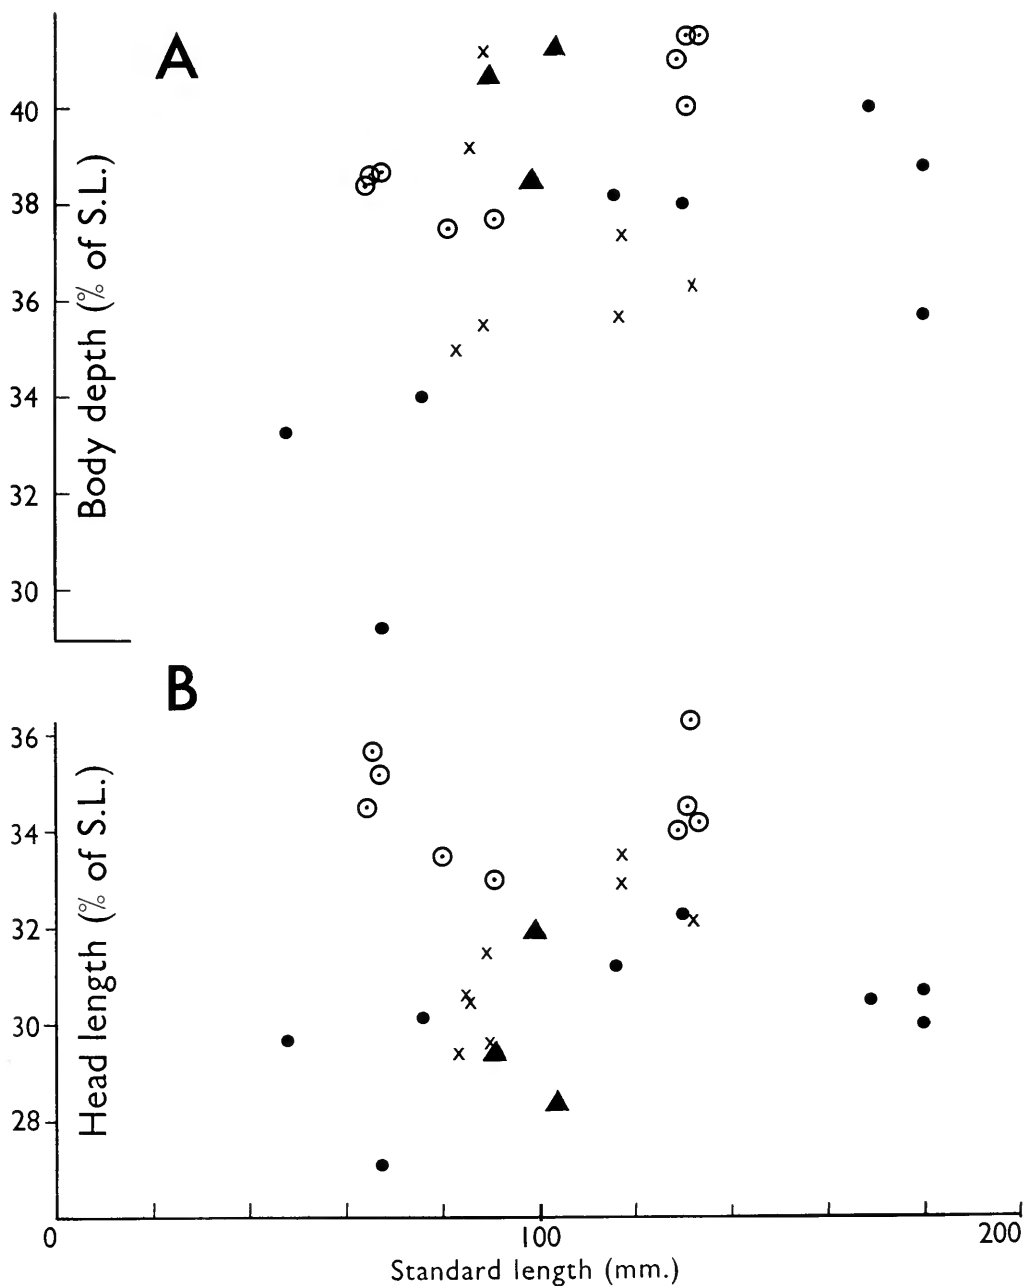 A
40
38
36
34
32
30
Body depth (% of S.L.)
B
36
34
32
30
28
Head length (% of S.L.)
0 100 200
Standard length (mm.)